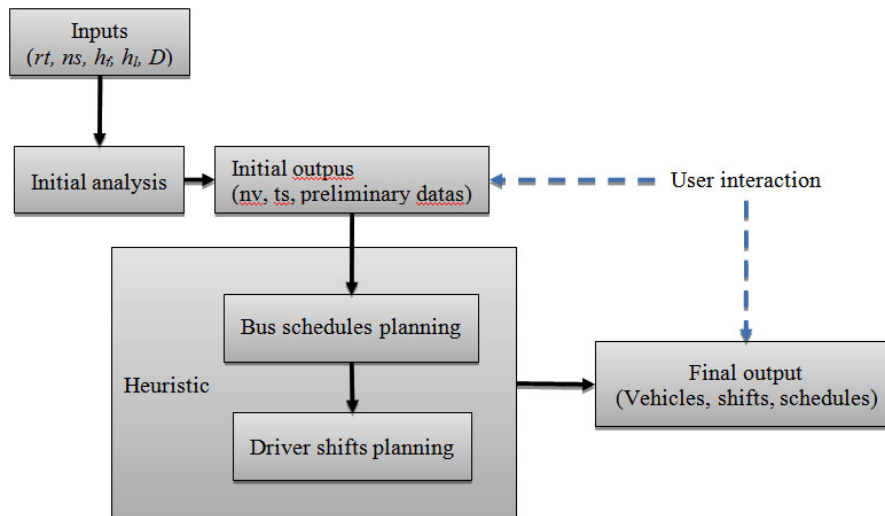 Inputs
(rt, ns, hf, hl, D)
Initial analysis
Initial outpus
(nv, ts, preliminary datas)
User interaction
Bus schedules planning
Heuristic
Driver shifts planning
Final output
(Vehicles, shifts, schedules)